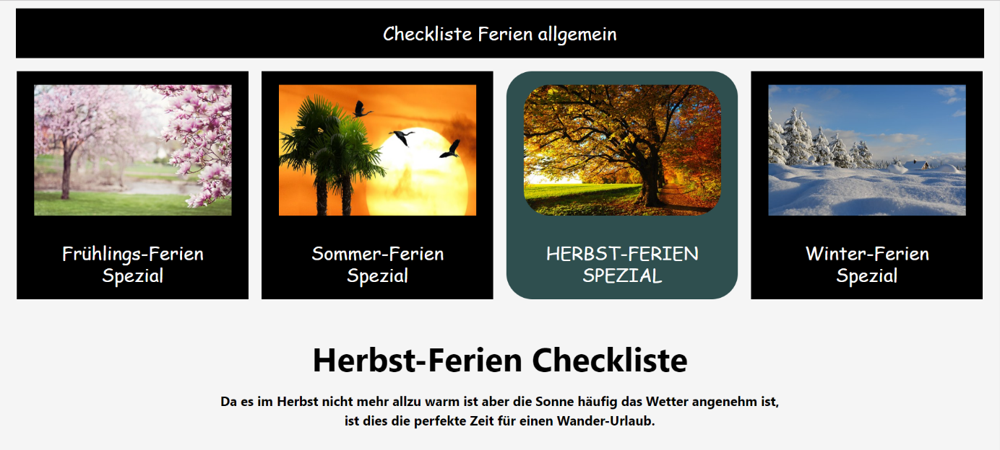 Checkliste Ferien allgemein
Frühlings-Ferien
Spezial
Sommer-Ferien
Spezial
HERBST-FERIEN
SPEZIAL
Winter-Ferien
Spezial
Herbst-Ferien Checkliste
Da es im Herbst nicht mehr allzu warm ist aber die Sonne häufig das Wetter angenehm ist,
ist dies die perfekte Zeit für einen Wander-Urlaub.